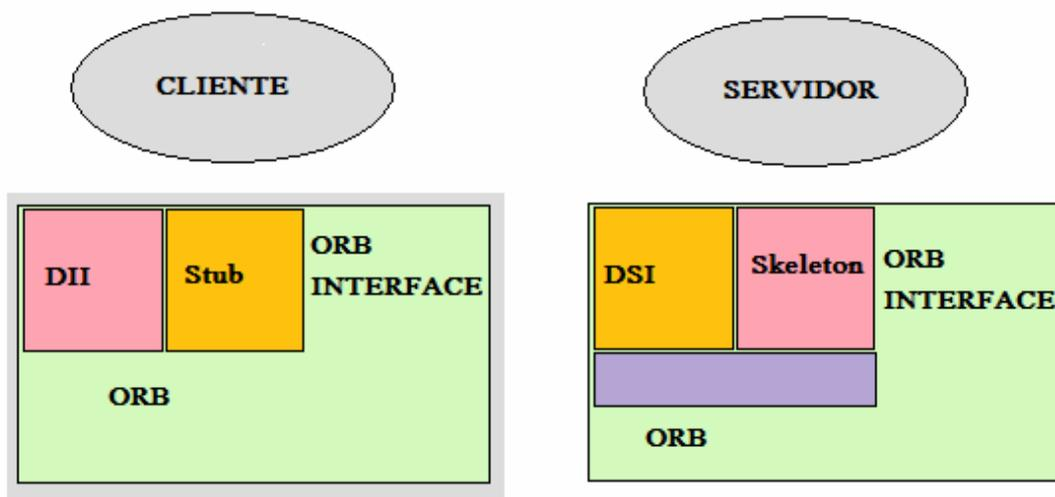 CLIENTE
SERVIDOR
DII
Stub
ORB
INTERFACE
ORB
DSI
Skeleton
ORB
INTERFACE
ORB